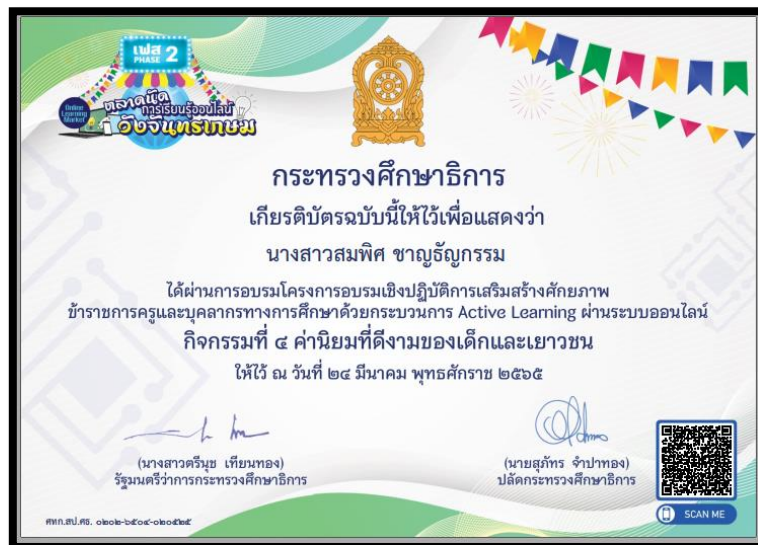 เฟส 2
PHASE
Online
Learning
Market
ตลาดนัด
การเรียนรู้ออนไลน์
วังจันทรเกษม
กระทรวงศึกษาธิการ
เกียรติบัตรฉบับนี้ให้ไว้เพื่อแสดงว่า
นางสาวสมพิศ ชาญธัญกรรม
ได้ผ่านการอบรมโครงการอบรมเชิงปฏิบัติการเสริมสร้างศักยภาพ
ข้าราชการครูและบุคลากรทางการศึกษาด้วยกระบวนการ Active Learning ผ่านระบบออนไลน์
กิจกรรมที่ ๔ ค่านิยมที่ดีงามของเด็กและเยาวชน
ให้ไว้ ณ วันที่ ๒๔ มีนาคม พุทธศักราช ๒๕๖๕
(นางสาวตรีนุช เทียนทอง)
รัฐมนตรีว่าการกระทรวงศึกษาธิการ
(นายสุภัทร จำปาทอง)
ปลัดกระทรวงศึกษาธิการ
SCAN ME
ศทก.สป.ศธ.